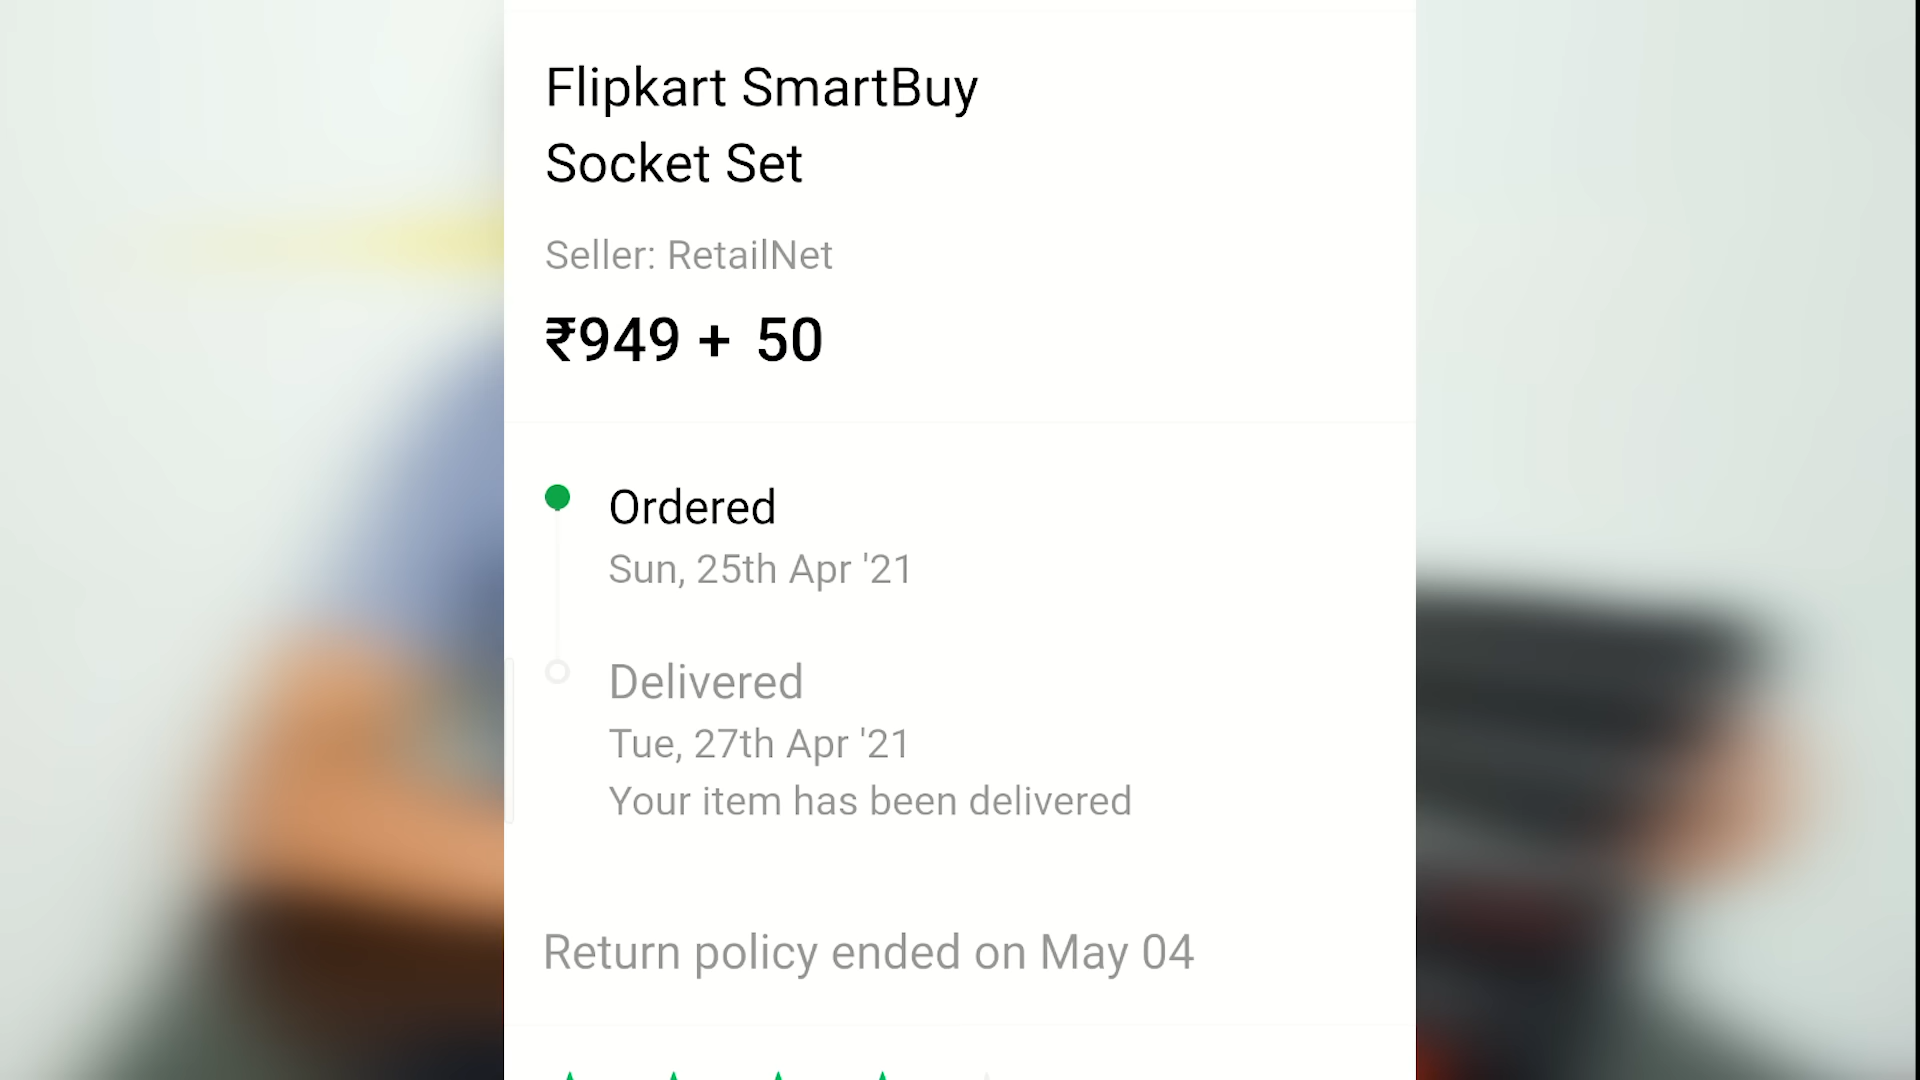 Flipkart SmartBuy
Socket Set
Seller: RetailNet
₹949 + 50
Ordered
Sun, 25th Apr '21
Delivered
Tue, 27th Apr '21
Your item has been delivered
Return policy ended on May 04